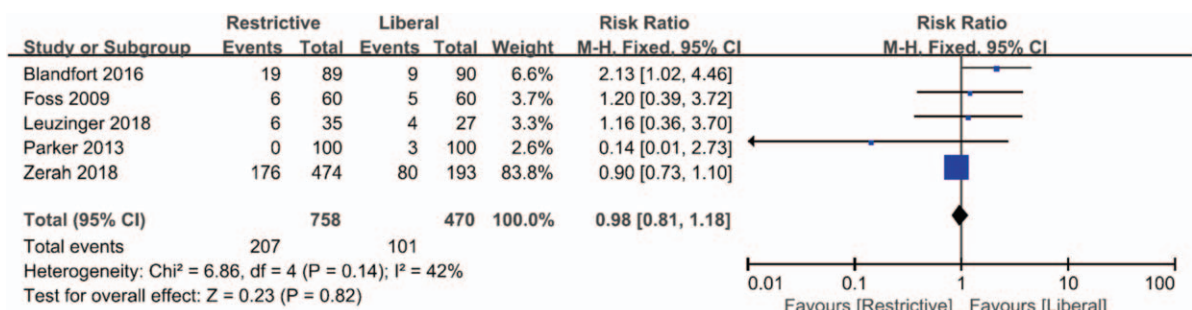 Restrictive Liberal Risk Ratio Risk Ratio
Study or Subgroup Events Total Events Total Weight M-H. Fixed. 95% CI M-H. Fixed. 95% CI
Blandfort 2016 19 89 9 90 6.6% 2.13 [1.02, 4.46]
Foss 2009 6 60 5 60 3.7% 1.20 [0.39, 3.72]
Leuzinger 2018 6 35 4 27 3.3% 1.16 [0.36, 3.70]
Parker 2013 0 100 3 100 2.6% 0.14 [0.01, 2.73]
Zerah 2018 176 474 80 193 83.8% 0.90 [0.73, 1.10]
Total (95% CI) 758 470 100.0% 0.98 [0.81, 1.18]
Total events 207 101
Heterogeneity: Chi² = 6.86, df = 4 (P = 0.14); I² = 42%
Test for overall effect: Z = 0.23 (P = 0.82)
0.01 0.1 1 10 100
Favours [Restrictive] Favours [Liberal]